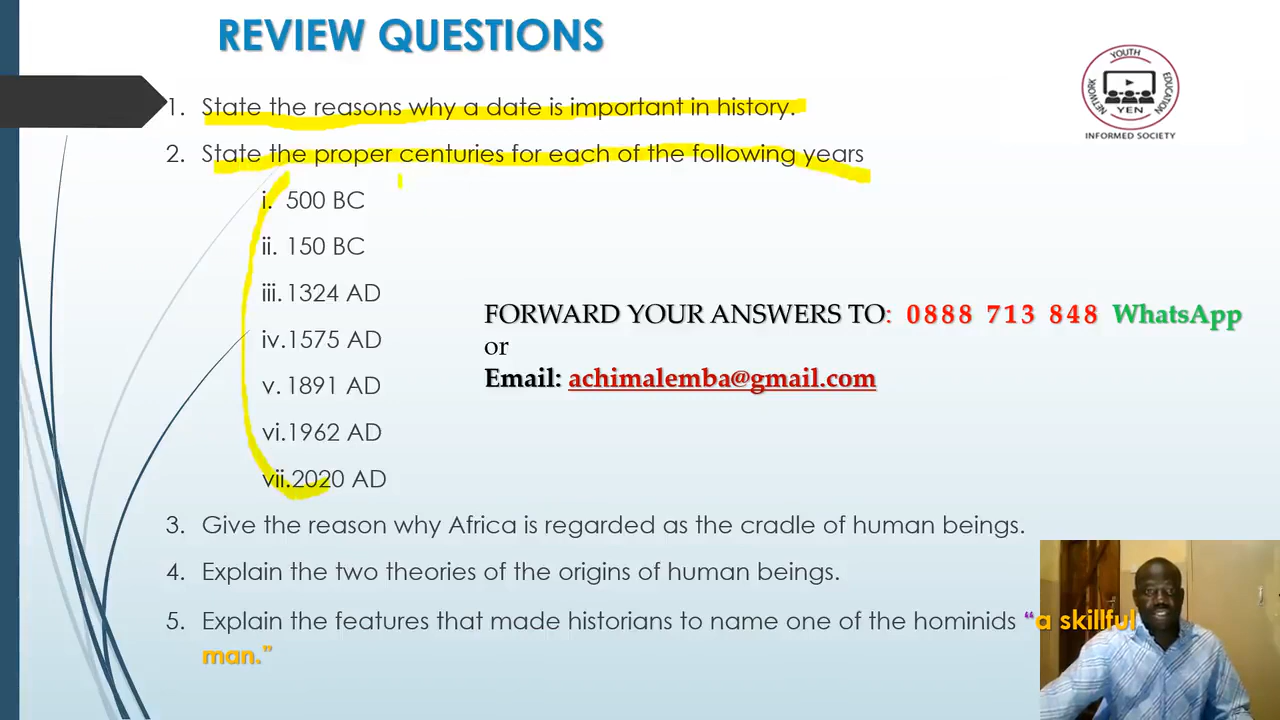 REVIEW QUESTIONS
YOUTH
EDUCATION
NETWORK
YEN
INFORMED SOCIETY
1. State the reasons why a date is important in history.
2. State the proper centuries for each of the following years
i. 500 BC
ii. 150 BC
iii. 1324 AD
iv. 1575 AD
v. 1891 AD
vi. 1962 AD
vii. 2020 AD
FORWARD YOUR ANSWERS TO: 0888 713 848 WhatsApp
or
Email: achimalemba@gmail.com
3. Give the reason why Africa is regarded as the cradle of human beings.
4. Explain the two theories of the origins of human beings.
5. Explain the features that made historians to name one of the hominids “a skillful
man.”